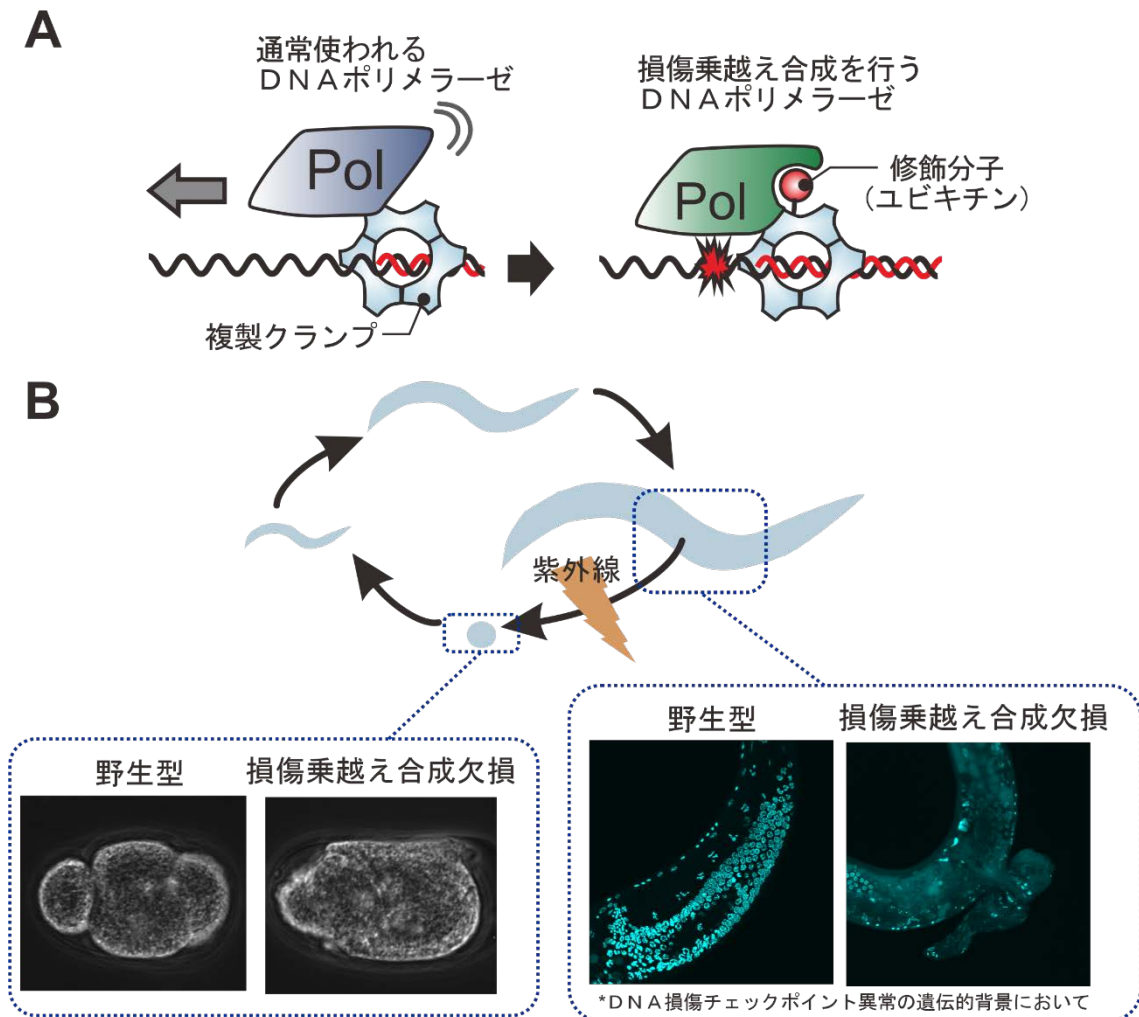 A
通常使われる
ＤＮＡポリメラーゼ
損傷乗越え合成を行う
ＤＮＡポリメラーゼ
Pol
Pol
修飾分子
（ユビキチン）
複製クランプ
B
紫外線
野生型
損傷乗越え合成欠損
野生型
損傷乗越え合成欠損
*ＤＮＡ損傷チェックポイント異常の遺伝的背景において